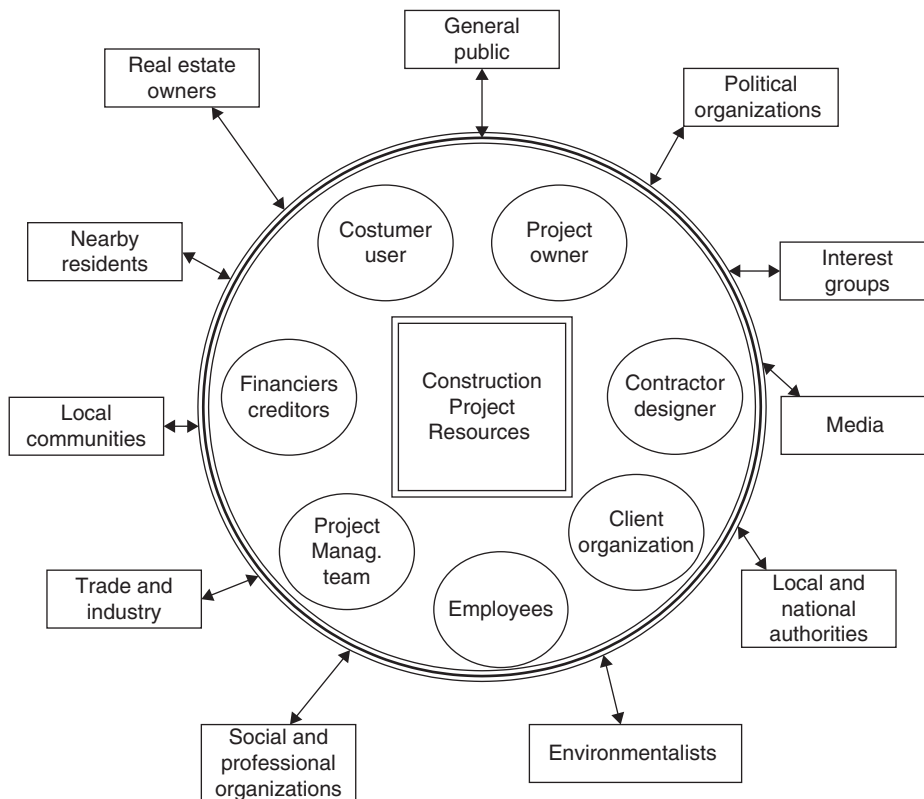 General
public
Real estate
owners
Political
organizations
Costumer
user
Project
owner
Nearby
residents
Interest
groups
Financiers
creditors
Construction
Project
Resources
Contractor
designer
Local
communities
Media
Project
Manag.
team
Client
organization
Trade and
industry
Employees
Local and
national
authorities
Social and
professional
organizations
Environmentalists